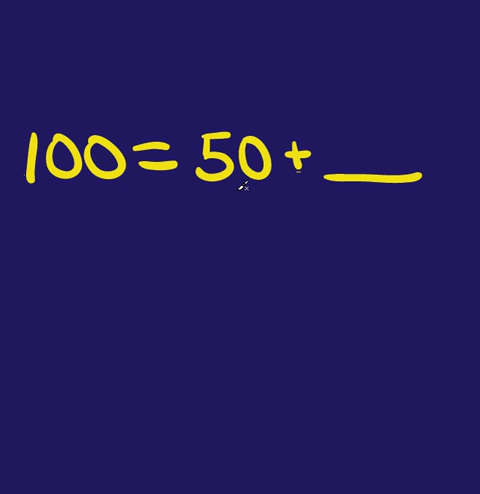 100 = 50 + ___